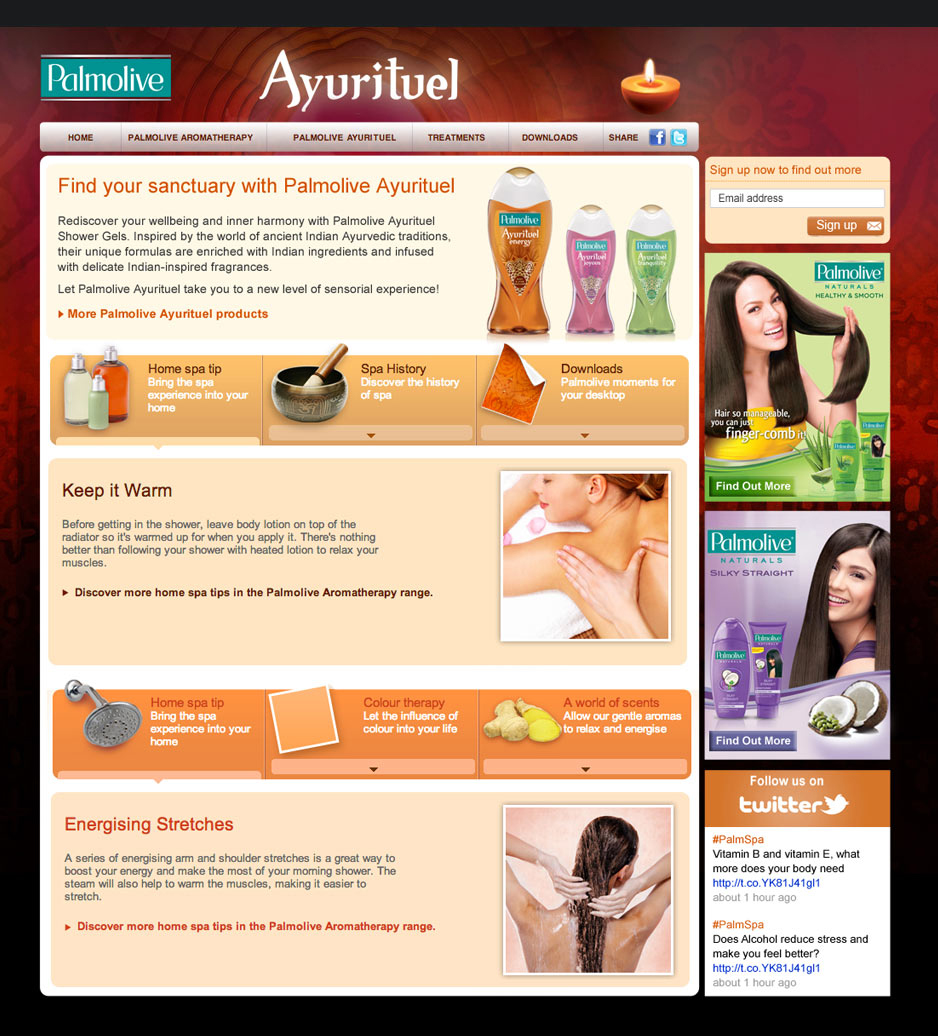 Palmolive
Ayurituel
HOME
PALMOLIVE AROMATHERAPY
PALMOLIVE AYURITUEL
TREATMENTS
DOWNLOADS
SHARE
Find your sanctuary with Palmolive Ayurituel
Rediscover your wellbeing and inner harmony with Palmolive Ayurituel
Shower Gels. Inspired by the world of ancient Indian Ayurvedic traditions,
their unique formulas are enriched with Indian ingredients and infused
with delicate Indian-inspired fragrances.
Let Palmolive Ayurituel take you to a new level of sensorial experience!
More Palmolive Ayurituel products
Palmolive
Ayurituel
energy
Palmolive
Ayurituel
joyous
Palmolive
Ayurituel
tranquility
Sign up now to find out more
Email address
Sign up
Palmolive
NATURALS
HEALTHY & SMOOTH
Hair so manageable,
you can just
finger-comb it!
Find Out More
Home spa tip
Bring the spa
experience into your
home
Spa History
Discover the history
of spa
Downloads
Palmolive moments for
your desktop
Keep it Warm
Before getting in the shower, leave body lotion on top of the
radiator so it's warmed up for when you apply it. There's nothing
better than following your shower with heated lotion to relax your
muscles.
Discover more home spa tips in the Palmolive Aromatherapy range.
Palmolive
NATURALS
SILKY STRAIGHT
Palmolive
Palmolive
Find Out More
Home spa tip
Bring the spa
experience into your
home
Colour therapy
Let the influence of
colour into your life
A world of scents
Allow our gentle aromas
to relax and energise
Energising Stretches
A series of energising arm and shoulder stretches is a great way to
boost your energy and make the most of your morning shower. The
steam will also help to warm the muscles, making it easier to
stretch.
Discover more home spa tips in the Palmolive Aromatherapy range.
Follow us on
twitter
#PalmSpa
Vitamin B and vitamin E, what
more does your body need
http://t.co.YK81J41gI1
about 1 hour ago
#PalmSpa
Does Alcohol reduce stress and
make you feel better?
http://t.co.YK81J41gI1
about 1 hour ago